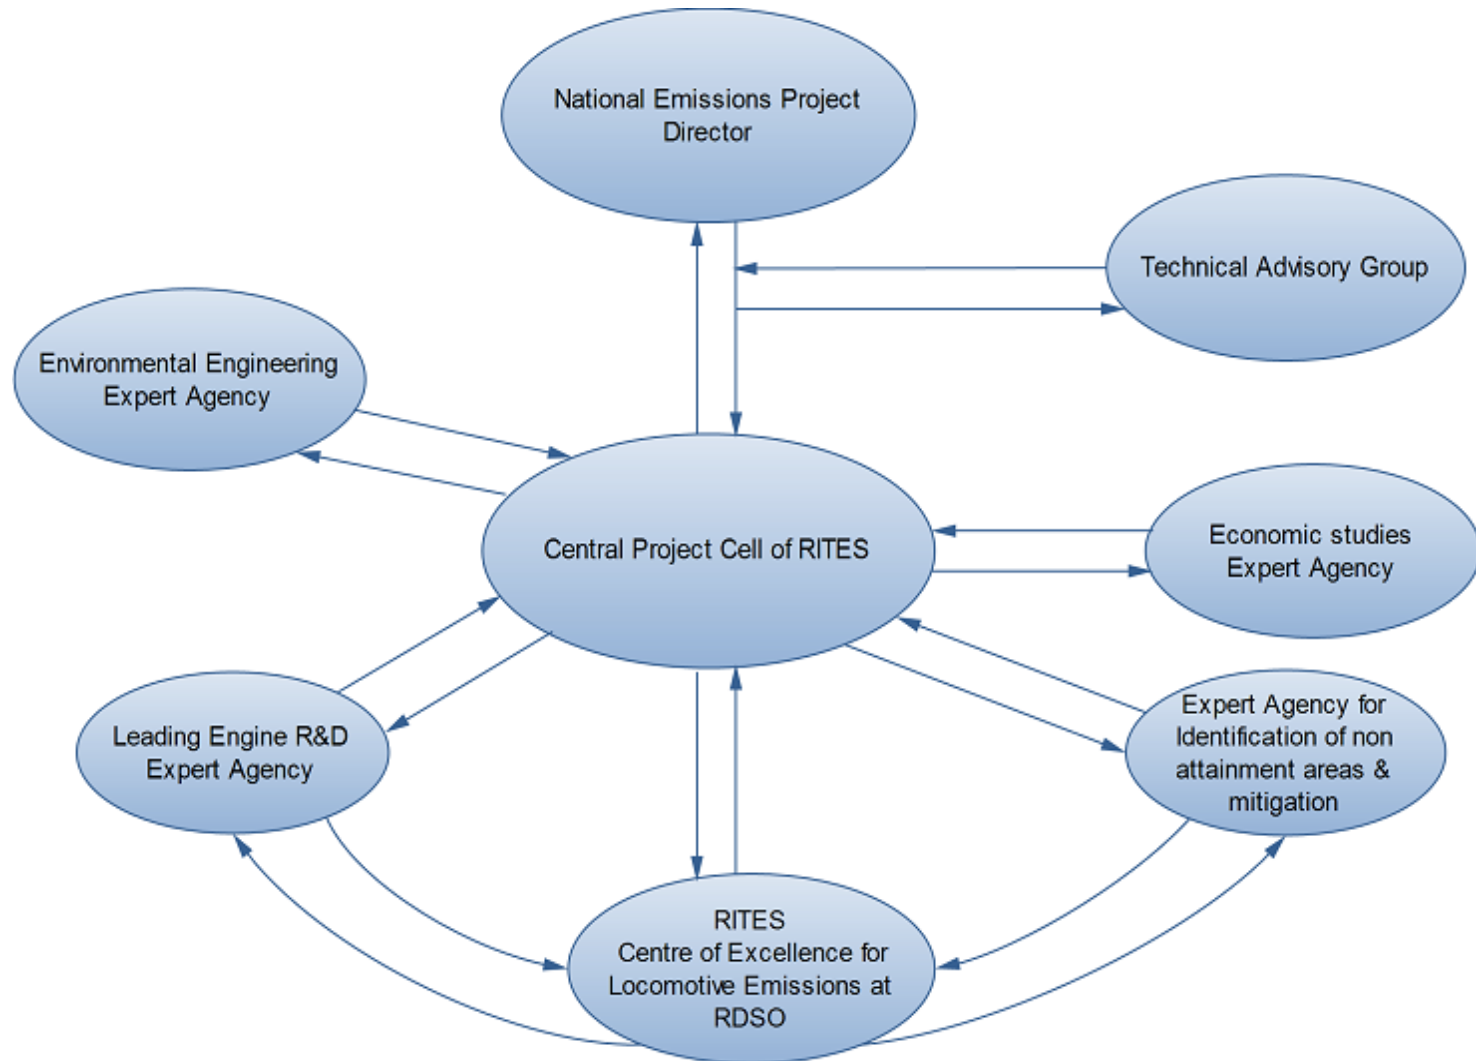 National Emissions Project
Director
Technical Advisory Group
Environmental Engineering
Expert Agency
Central Project Cell of RITES
Economic studies
Expert Agency
Leading Engine R&D
Expert Agency
Expert Agency for
Identification of non
attainment areas &
mitigation
RITES
Centre of Excellence for
Locomotive Emissions at
RDSO